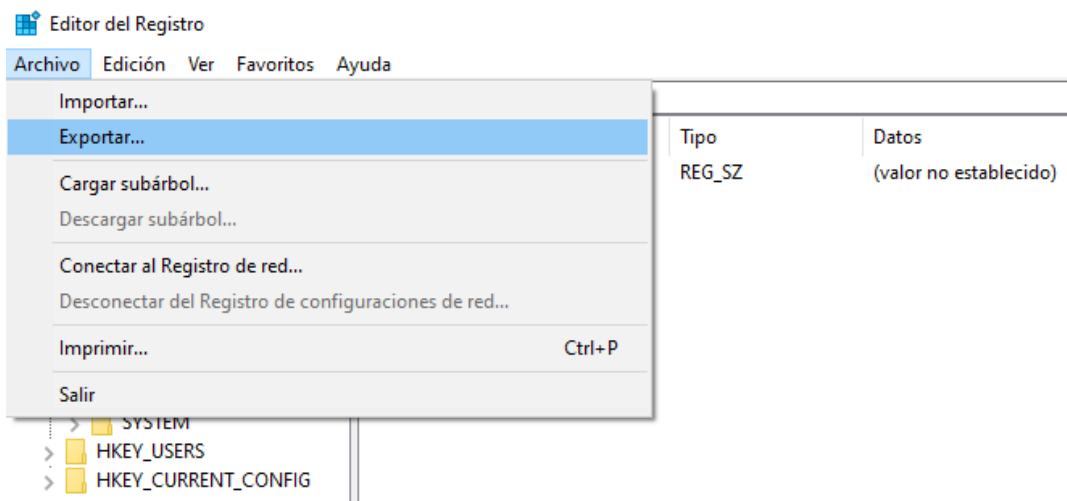 Editor del Registro
Archivo Edición Ver Favoritos Ayuda
Importar...
Exportar...
Cargar subárbol...
Descargar subárbol...
Conectar al Registro de red...
Desconectar del Registro de configuraciones de red...
Imprimir... Ctrl+P
Salir
Tipo Datos
REG_SZ (valor no establecido)
SYSTEM
HKEY_USERS
HKEY_CURRENT_CONFIG